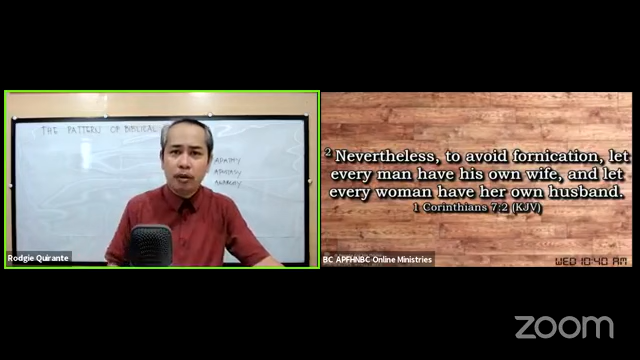 THE PATTERN OF BIBLICAL
Rodgie Quirante
2 Nevertheless, to avoid fornication, let
every man have his own wife, and let
every woman have her own husband.
1 Corinthians 7:2 (KJV)
BC APFHNBC Online Ministries
WED 10:40 AM
zoom